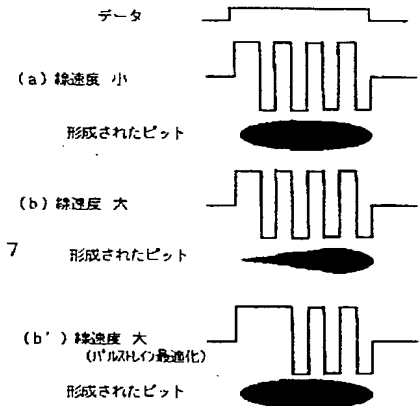 データ
(a) 線速度 小
形成されたピット
(b) 線速度 大
7
形成されたピット
(b') 線速度 大
(パルストレイン最適化)
形成されたピット